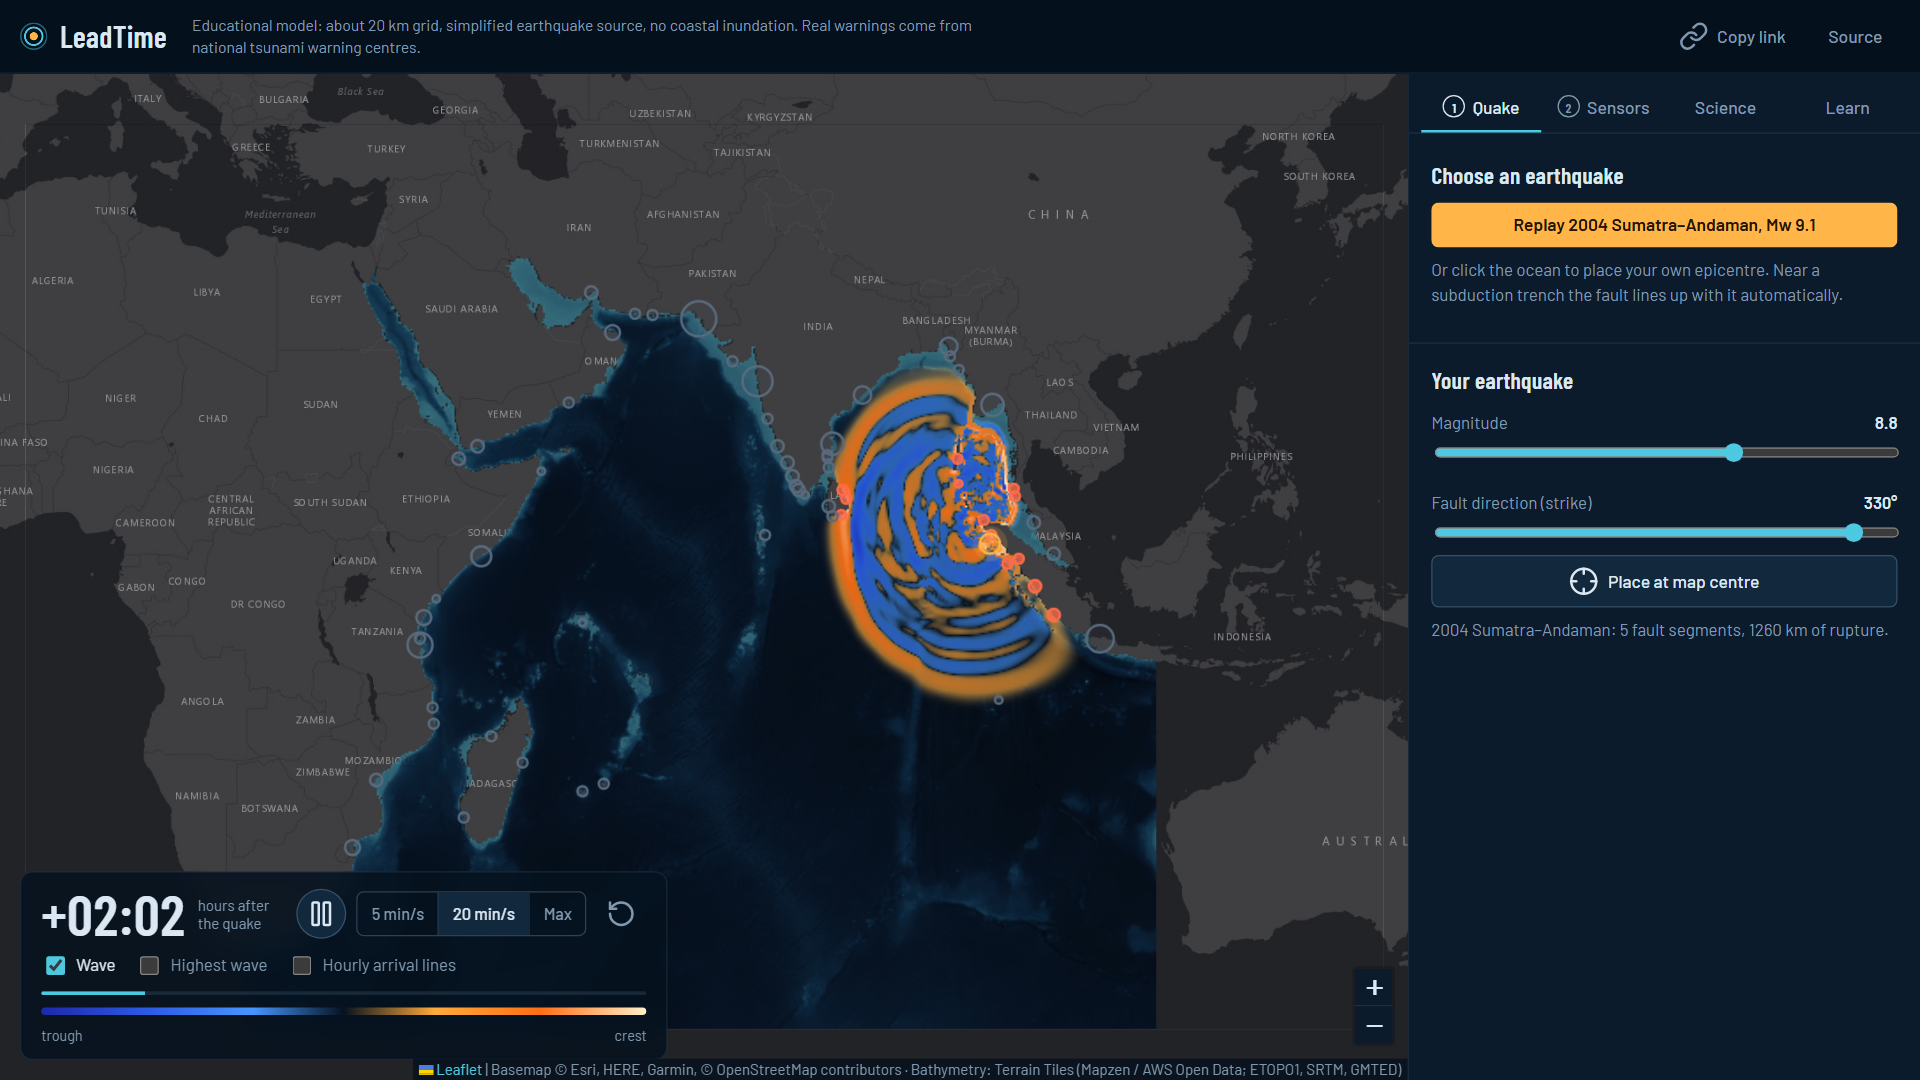 LeadTime
Educational model: about 20 km grid, simplified earthquake source, no coastal inundation. Real warnings come from
national tsunami warning centres.
Copy link
Source
1 Quake
2 Sensors
Science
Learn
Choose an earthquake
Replay 2004 Sumatra–Andaman, Mw 9.1
Or click the ocean to place your own epicentre. Near a
subduction trench the fault lines up with it automatically.
Your earthquake
Magnitude
8.8
Fault direction (strike)
330°
Place at map centre
2004 Sumatra–Andaman: 5 fault segments, 1260 km of rupture.
ITALY
BULGARIA
Black Sea
GEORGIA
UZBEKISTAN
KYRGYZSTAN
GREECE
TURKEY
TURKMENISTAN
TAJIKISTAN
NORTH KOREA
SOUTH KOREA
TUNISIA
Mediterranean
Sea
SYRIA
AFGHANISTAN
CHINA
IRAN
ALGERIA
LIBYA
EGYPT
SAUDI ARABIA
PAKISTAN
NEPAL
INDIA
BANGLADESH
MYANMAR
(BURMA)
OMAN
LAOS
ALI
NIGER
CHAD
SUDAN
YEMEN
THAILAND
VIETNAM
INA FASO
NIGERIA
CAMBODIA
PHILIPPINES
GHANA
CENTRAL
AFRICAN
REPUBLIC
SOUTH SUDAN
ETHIOPIA
CAMEROON
SOMALI
MALAYSIA
UGANDA
KENYA
GABON
CONGO
DR CONGO
TANZANIA
INDONESIA
ANGOLA
ZAMBIA
MOZAMBIC
ZIMBABWE
MADAGASC
NAMIBIA
BOTSWANA
AUSTRAL
+02:02
hours after
the quake
5 min/s
20 min/s
Max
Wave
Highest wave
Hourly arrival lines
trough
crest
+
−
Leaflet | Basemap © Esri, HERE, Garmin, © OpenStreetMap contributors · Bathymetry: Terrain Tiles (Mapzen / AWS Open Data; ETOPO1, SRTM, GMTED)